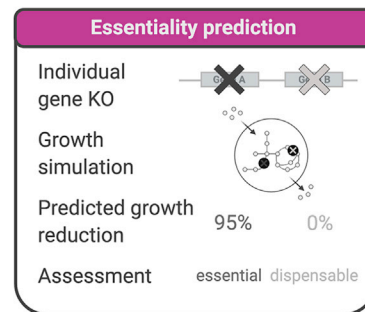 Essentiality prediction
Individual
gene KO
Growth
simulation
Predicted growth
reduction
95% 0%
Assessment essential dispensable